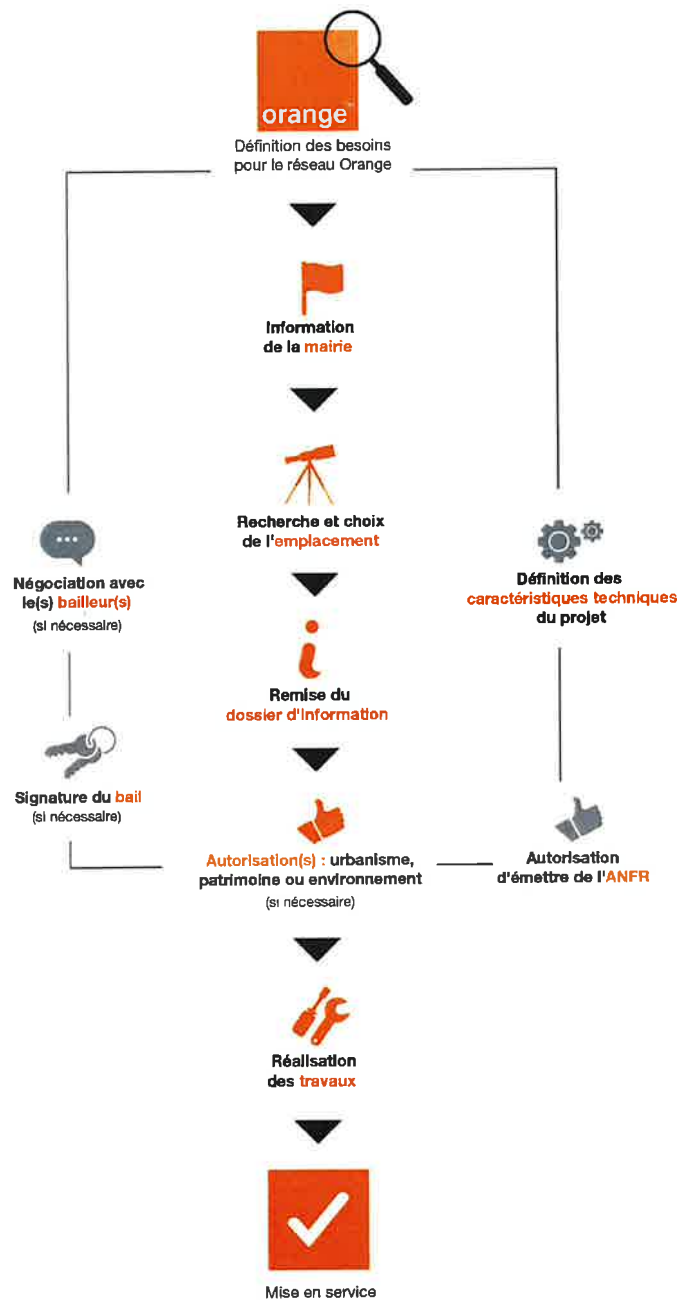 orange
Définition des besoins
pour le réseau Orange
Information
de la mairie
Recherche et choix
de l'emplacement
Négociation avec
le(s) bailleur(s)
(si nécessaire)
Définition des
caractéristiques techniques
du projet
Remise du
dossier d'information
Signature du bail
(si nécessaire)
Autorisation(s) : urbanisme,
patrimoine ou environnement
(si nécessaire)
Autorisation
d'émettre de l'ANFR
Réalisation
des travaux
Mise en service